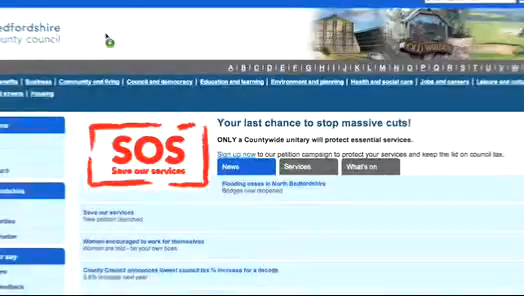 edfordshire
unty council
A | B | C | D | E | F | G | H | I | J | K | L | M | N | O | P | Q | R | S | T | U | V | W
Business | Community and living | Council and democracy | Education and learning | Environment and planning | Health and social care | Jobs and careers | Leisure and
Housing
Your last chance to stop massive cuts!
ONLY a Countywide unitary will protect essential services.
Sign up now to our petition campaign to protect your services and keep the lid on council tax.
SOS
Save our services
News
Services
What's on
Flooding eases in North Bedfordshire
Bridges now reopened
Save our services
New petition launched
Women encouraged to work for themselves
Women are told - be your own boss
County Council announces lowest council tax % increase for a decade
increase next year